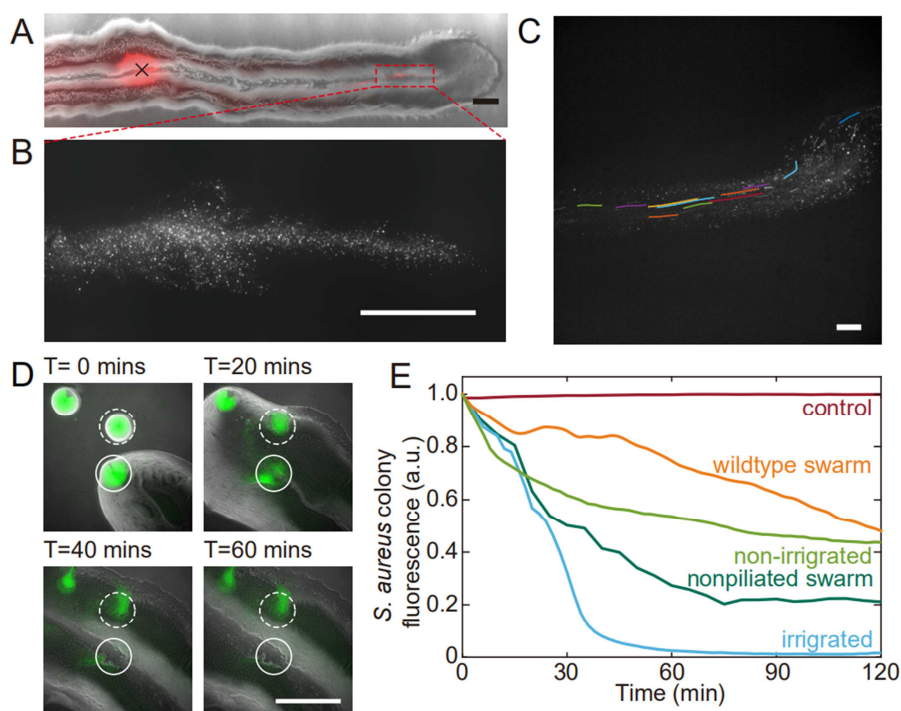 A
B
C
D
T= 0 mins
T=20 mins
T=40 mins
T=60 mins
E
S. aureus colony
fluorescence (a.u.)
1.0
0.8
0.6
0.4
0.2
0
0
30
60
90
120
Time (min)
control
wildtype swarm
non-irrigated
nonpiliated swarm
irrigated